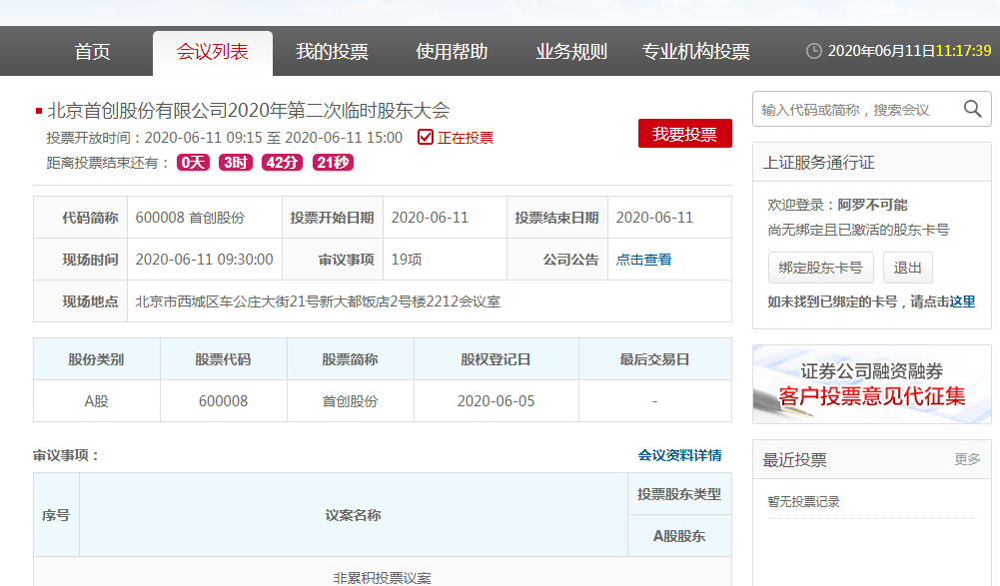 首页 会议列表 我的投票 使用帮助 业务规则 专业机构投票 2020年06月11日11:17:39
北京首创股份有限公司2020年第二次临时股东大会
投票开放时间：2020-06-11 09:15 至 2020-06-11 15:00 正在投票
距离投票结束还有： 0天 3时 42分 21秒
我要投票
代码简称 600008 首创股份 投票开始日期 2020-06-11 投票结束日期 2020-06-11
现场时间 2020-06-11 09:30:00 审议事项 19项 公司公告 点击查看
现场地点 北京市西城区车公庄大街21号新大都饭店2号楼2212会议室
股份类别 股票代码 股票简称 股权登记日 最后交易日
A股 600008 首创股份 2020-06-05 -
审议事项： 会议资料详情
序号 议案名称 投票股东类型
A股股东
非累积投票议案
输入代码或简称，搜索会议
上证服务通行证
欢迎登录：阿罗不可能
尚无绑定且已激活的股东卡号
绑定股东卡号 退出
如未找到已绑定的卡号，请点击这里
证券公司融资融券
客户投票意见代征集
最近投票 更多
暂无投票记录